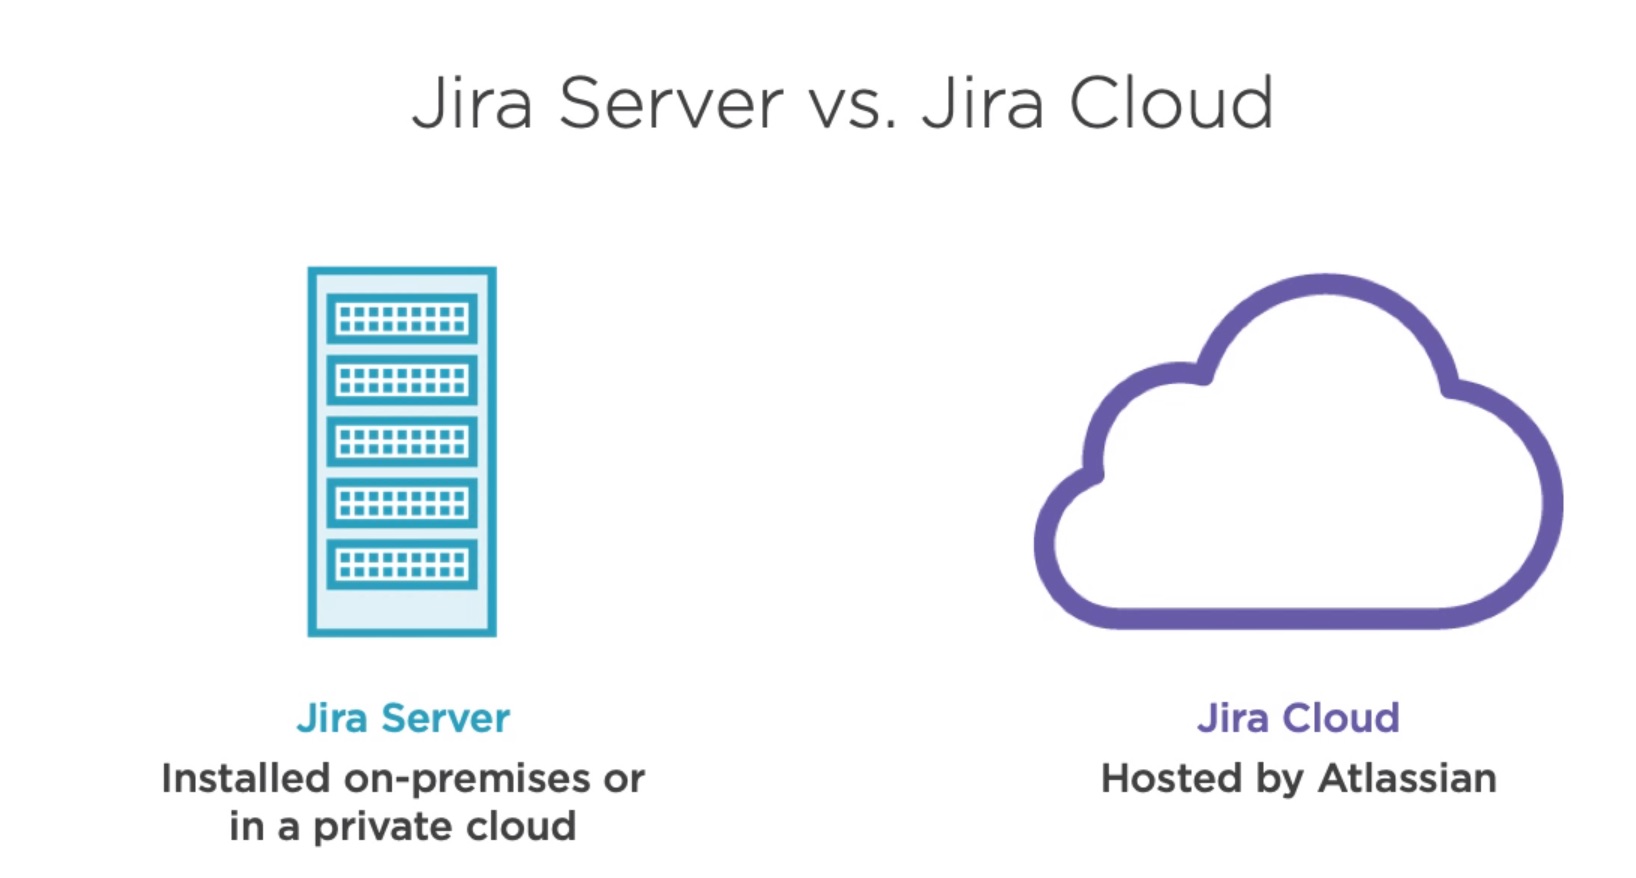 Jira Server vs. Jira Cloud
Jira Server
Installed on-premises or
in a private cloud
Jira Cloud
Hosted by Atlassian